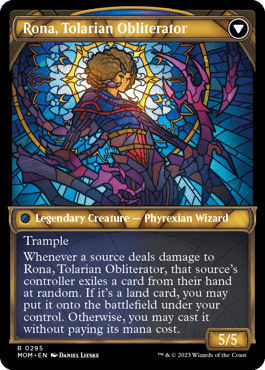 Rona, Tolarian Obliterator
Legendary Creature — Phyrexian Wizard
Trample
Whenever a source deals damage to
Rona, Tolarian Obliterator, that source's
controller exiles a card from their hand
at random. If it's a land card, you may
put it onto the battlefield under your
control. Otherwise, you may cast it
without paying its mana cost.
5/5
R 0295
MOM • EN Daniel Lieske
™ & © 2023 Wizards of the Coast